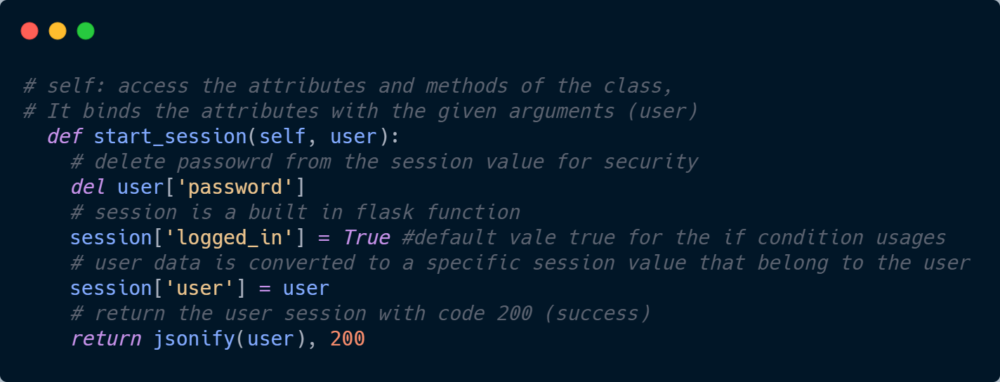 # self: access the attributes and methods of the class,
# It binds the attributes with the given arguments (user)
  def start_session(self, user):
    # delete passowrd from the session value for security
    del user['password']
    # session is a built in flask function
    session['logged_in'] = True #default vale true for the if condition usages
    # user data is converted to a specific session value that belong to the user
    session['user'] = user
    # return the user session with code 200 (success)
    return jsonify(user), 200